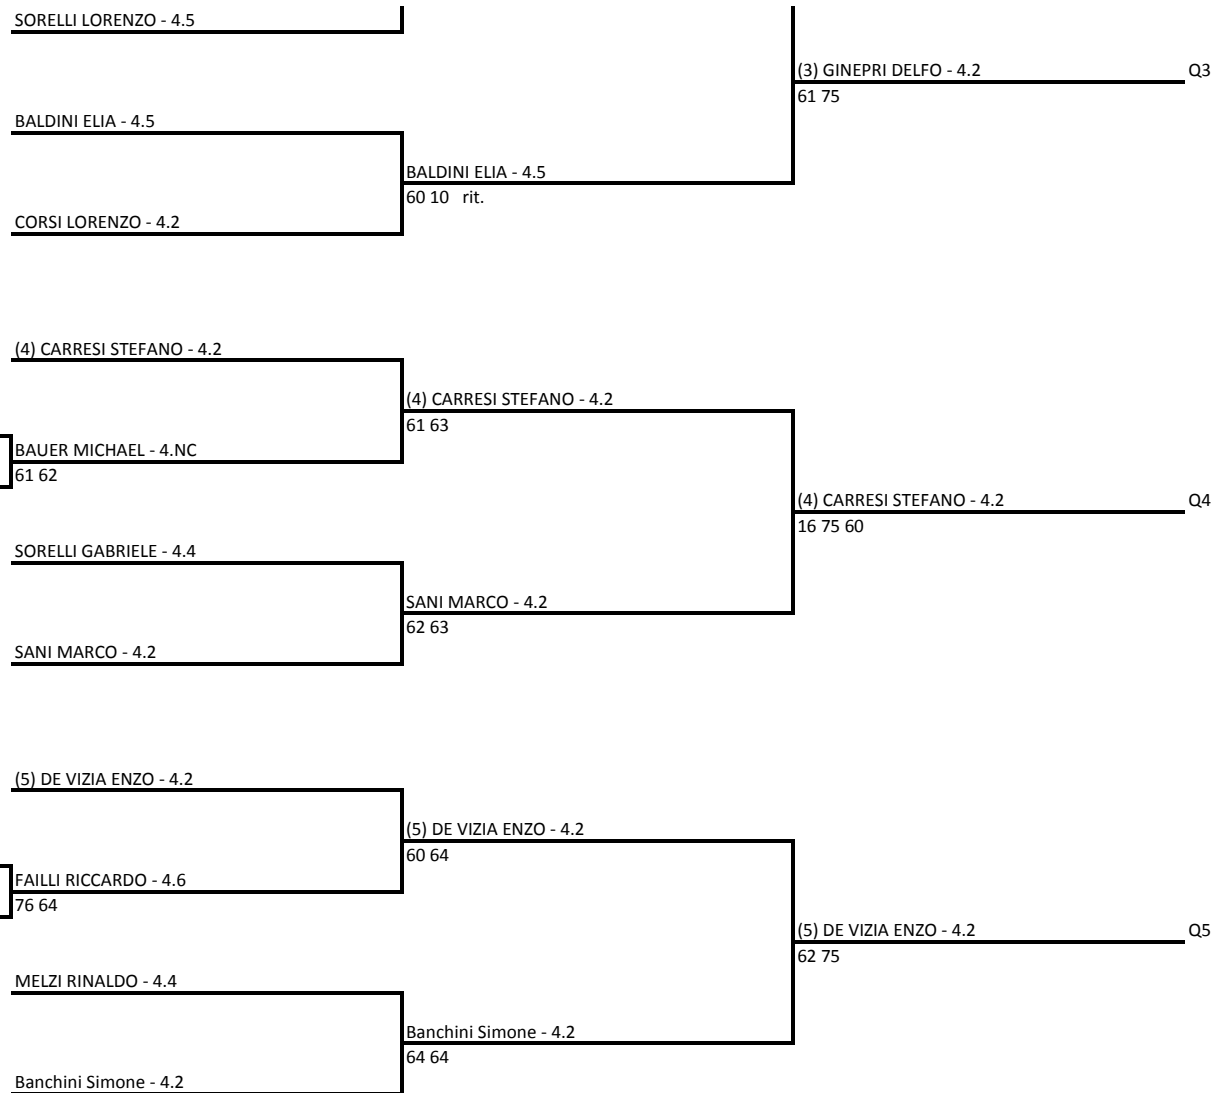 SORELLI LORENZO - 4.5
(3) GINEPRI DELFO - 4.2 Q3
61 75
BALDINI ELIA - 4.5
BALDINI ELIA - 4.5
60 10 rit.
CORSI LORENZO - 4.2
(4) CARRESI STEFANO - 4.2
(4) CARRESI STEFANO - 4.2
61 63
BAUER MICHAEL - 4.NC
61 62
(4) CARRESI STEFANO - 4.2 Q4
16 75 60
SORELLI GABRIELE - 4.4
SANI MARCO - 4.2
62 63
SANI MARCO - 4.2
(5) DE VIZIA ENZO - 4.2
(5) DE VIZIA ENZO - 4.2
60 64
FAILLI RICCARDO - 4.6
76 64
(5) DE VIZIA ENZO - 4.2 Q5
62 75
MELZI RINALDO - 4.4
Banchini Simone - 4.2
64 64
Banchini Simone - 4.2